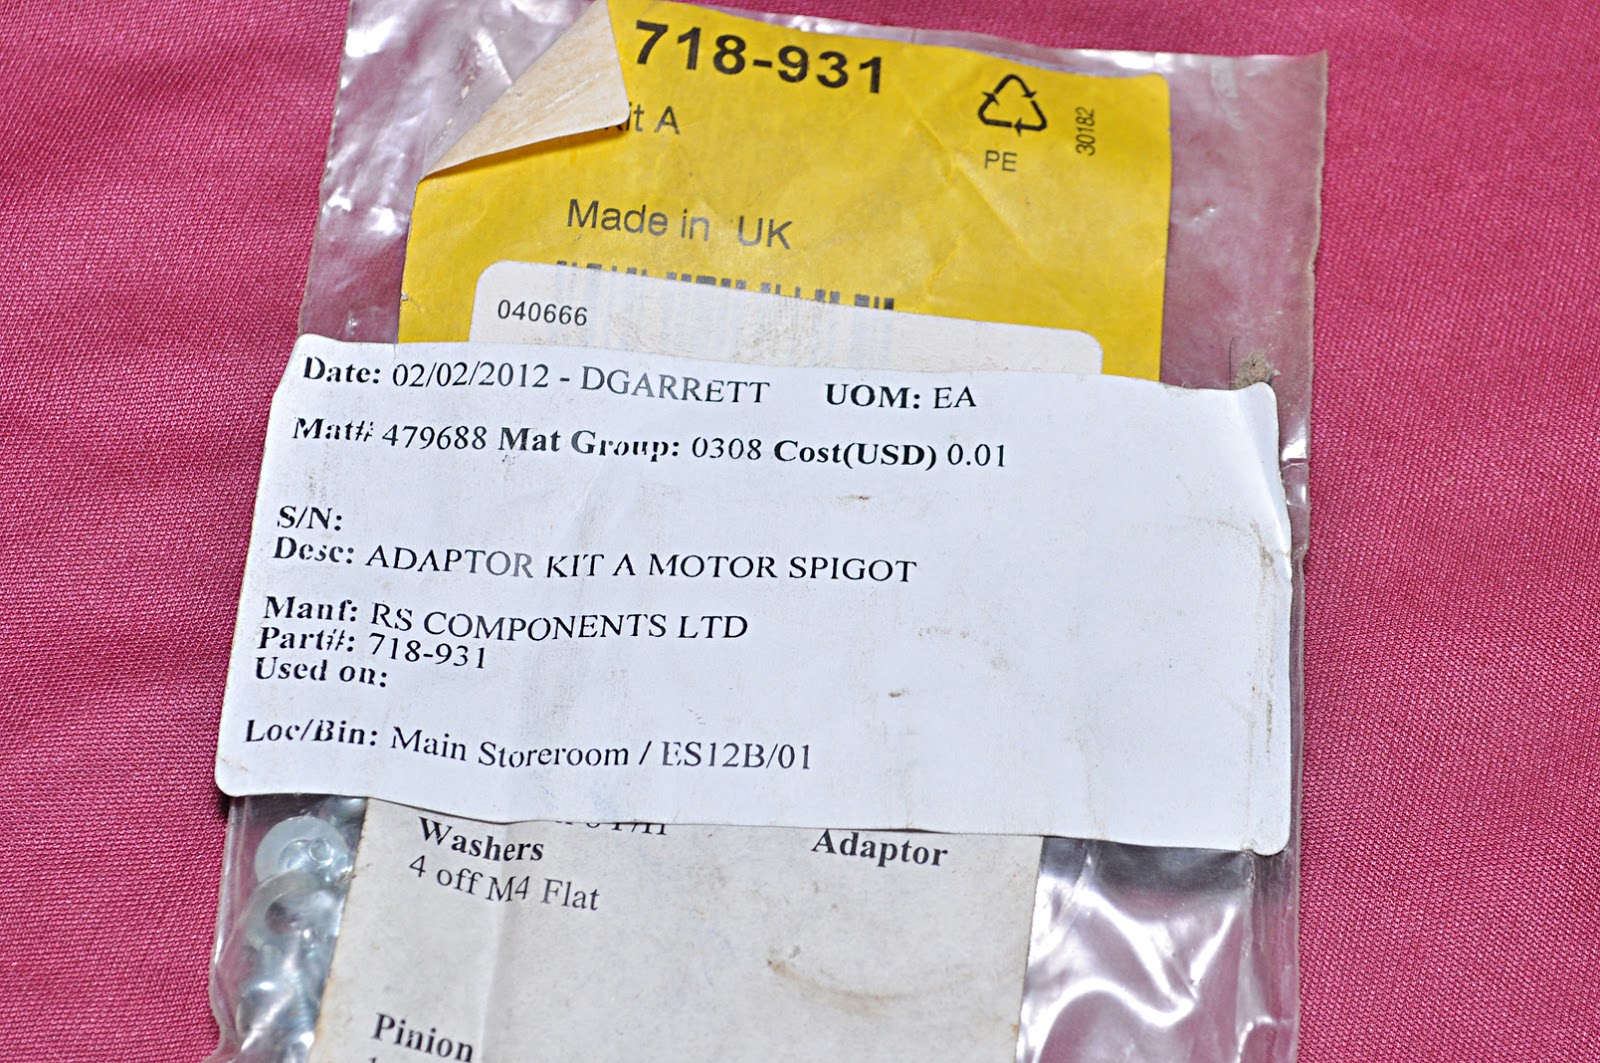 718-931
Kit A
PE
30182
Made in UK
040666
Date: 02/02/2012 - DGARRETT UOM: EA
Mat# 479688 Mat Group: 0308 Cost(USD) 0.01
S/N:
Desc: ADAPTOR KIT A MOTOR SPIGOT
Manf: RS COMPONENTS LTD
Part#: 718-931
Used on:
Loc/Bin: Main Storeroom / ES12B/01
Washers Adaptor
4 off M4 Flat
Pinion